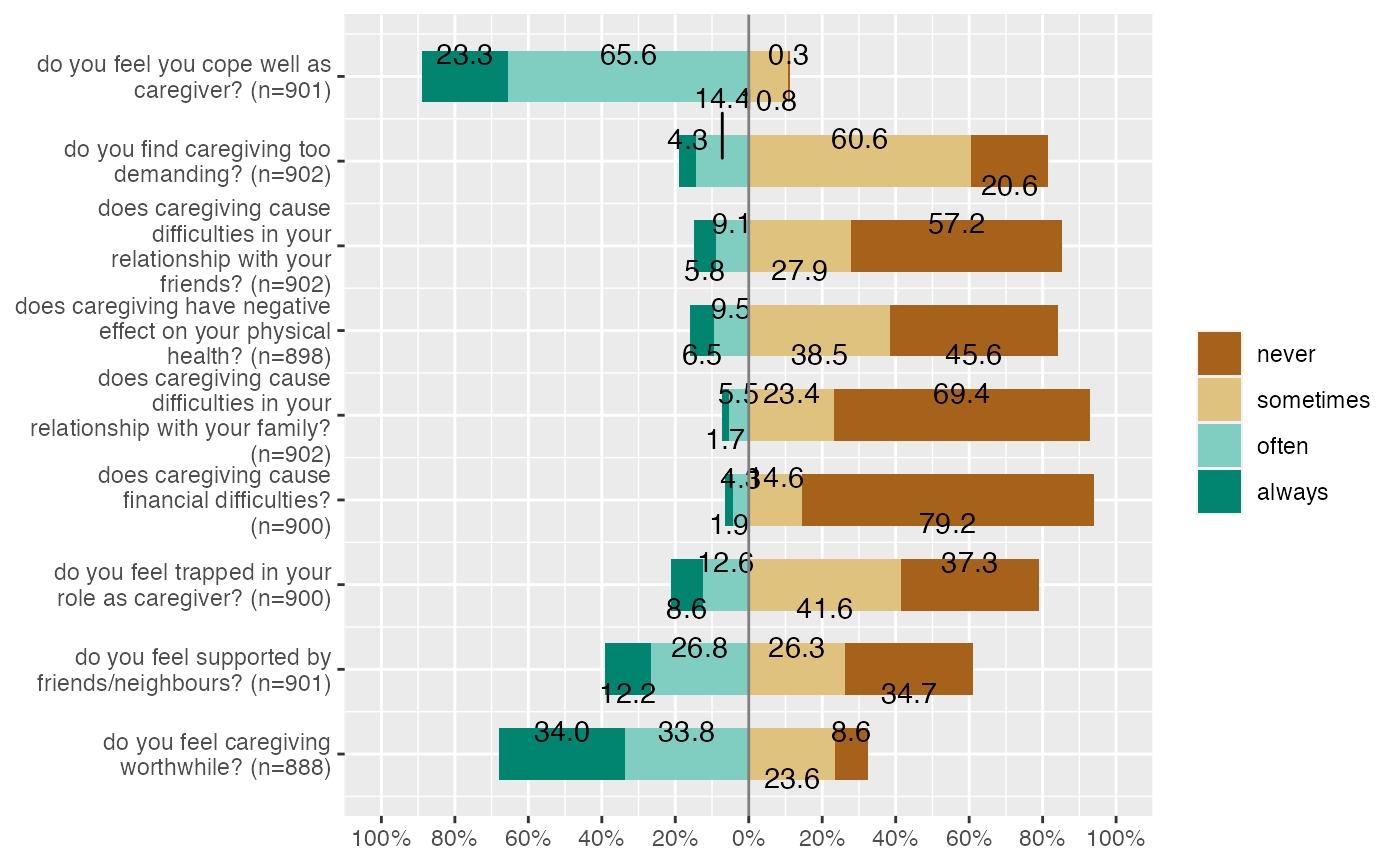 do you feel you cope well as
caregiver? (n=901)
23.3
65.6
0.3
10.8
do you find caregiving too
demanding? (n=902)
4.3
14.4
60.6
20.6
does caregiving cause
difficulties in your
relationship with your
friends? (n=902)
5.8
9.1
27.9
57.2
does caregiving have negative
effect on your physical
health? (n=898)
6.5
9.5
38.5
45.6
does caregiving cause
difficulties in your
relationship with your family?
(n=902)
1.7
5.5
23.4
69.4
does caregiving cause
financial difficulties?
(n=900)
1.9
4.3
14.6
79.2
do you feel trapped in your
role as caregiver? (n=900)
8.6
12.6
41.6
37.3
do you feel supported by
friends/neighbours? (n=901)
12.2
26.8
26.3
34.7
do you feel caregiving
worthwhile? (n=888)
34.0
33.8
23.6
8.6
100% 80% 60% 40% 20% 0% 20% 40% 60% 80% 100%
never
sometimes
often
always